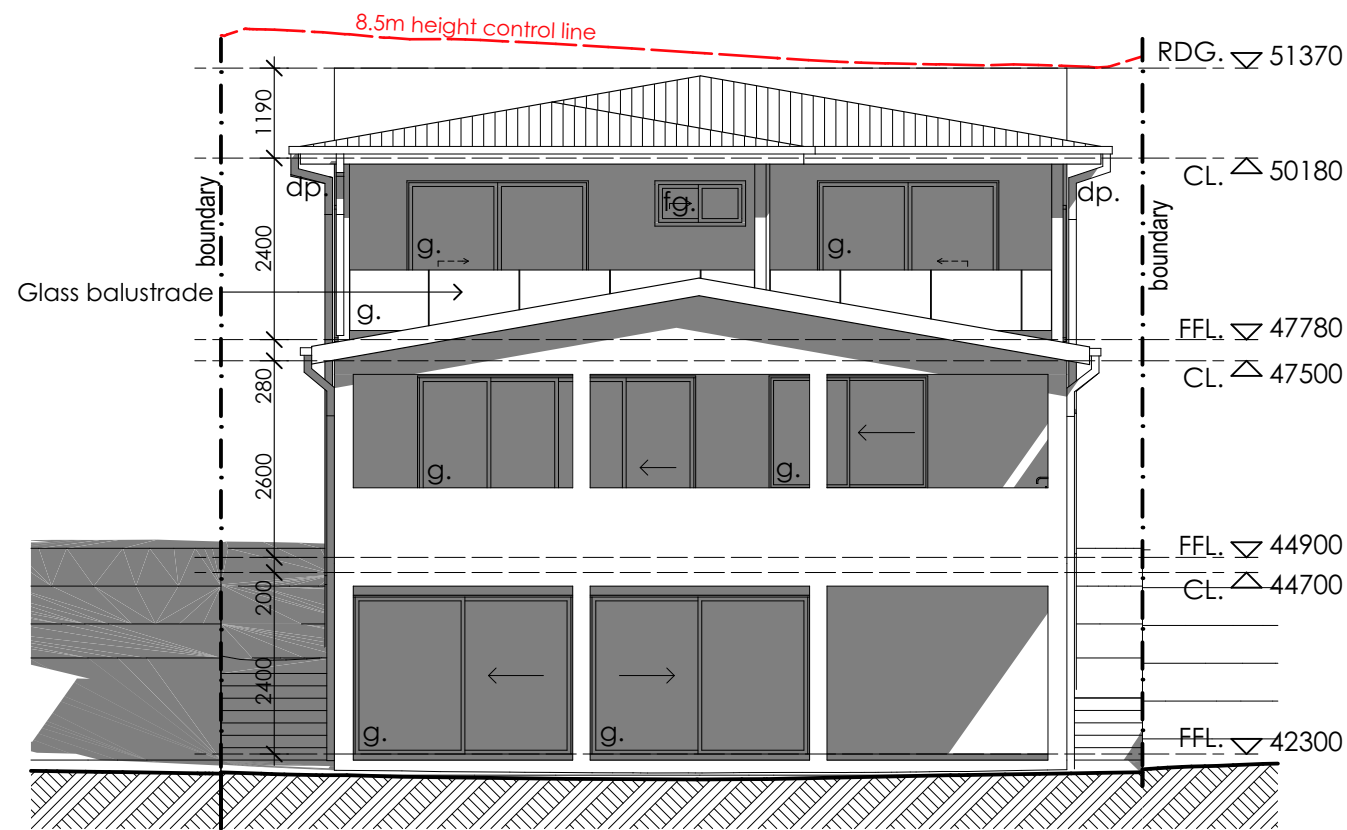 8.5m height control line
RDG. 51370
1190
CL. 50180
dp.
dp.
fg.
boundary
boundary
2400
g.
g.
Glass balustrade
g.
FFL. 47780
280
CL. 47500
g.
g.
2600
FFL. 44900
200
CL. 44700
2400
g.
g.
FFL. 42300